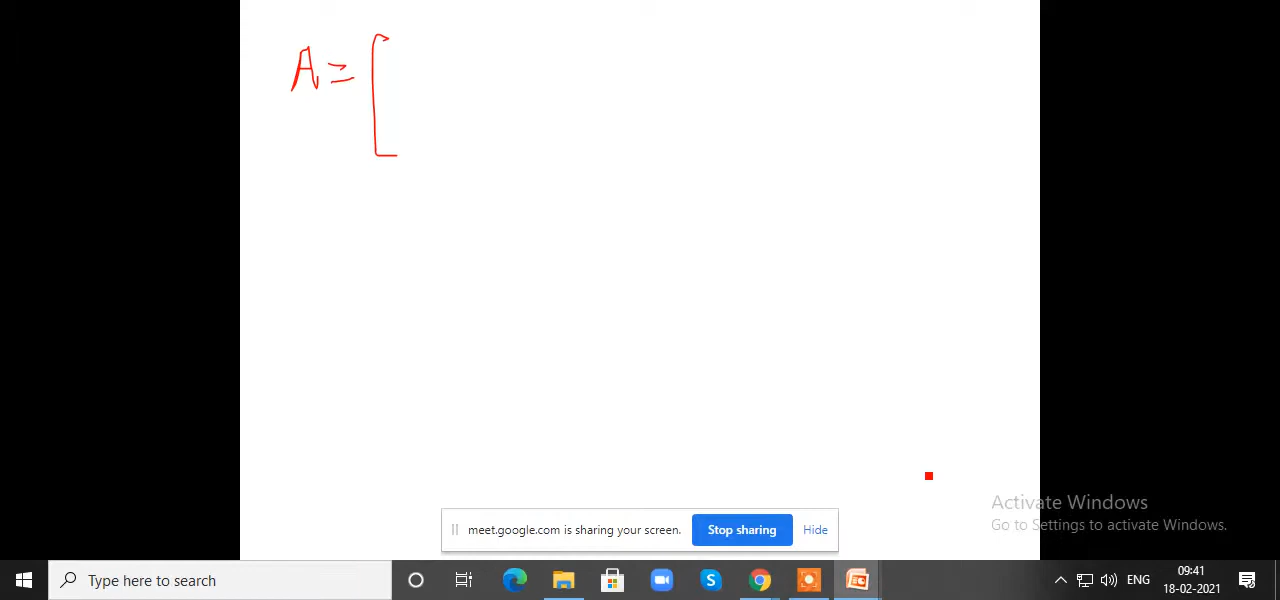 A = [
meet.google.com is sharing your screen. Stop sharing Hide
Activate Windows
Go to Settings to activate Windows.
Type here to search
ENG
09:41
18-02-2021